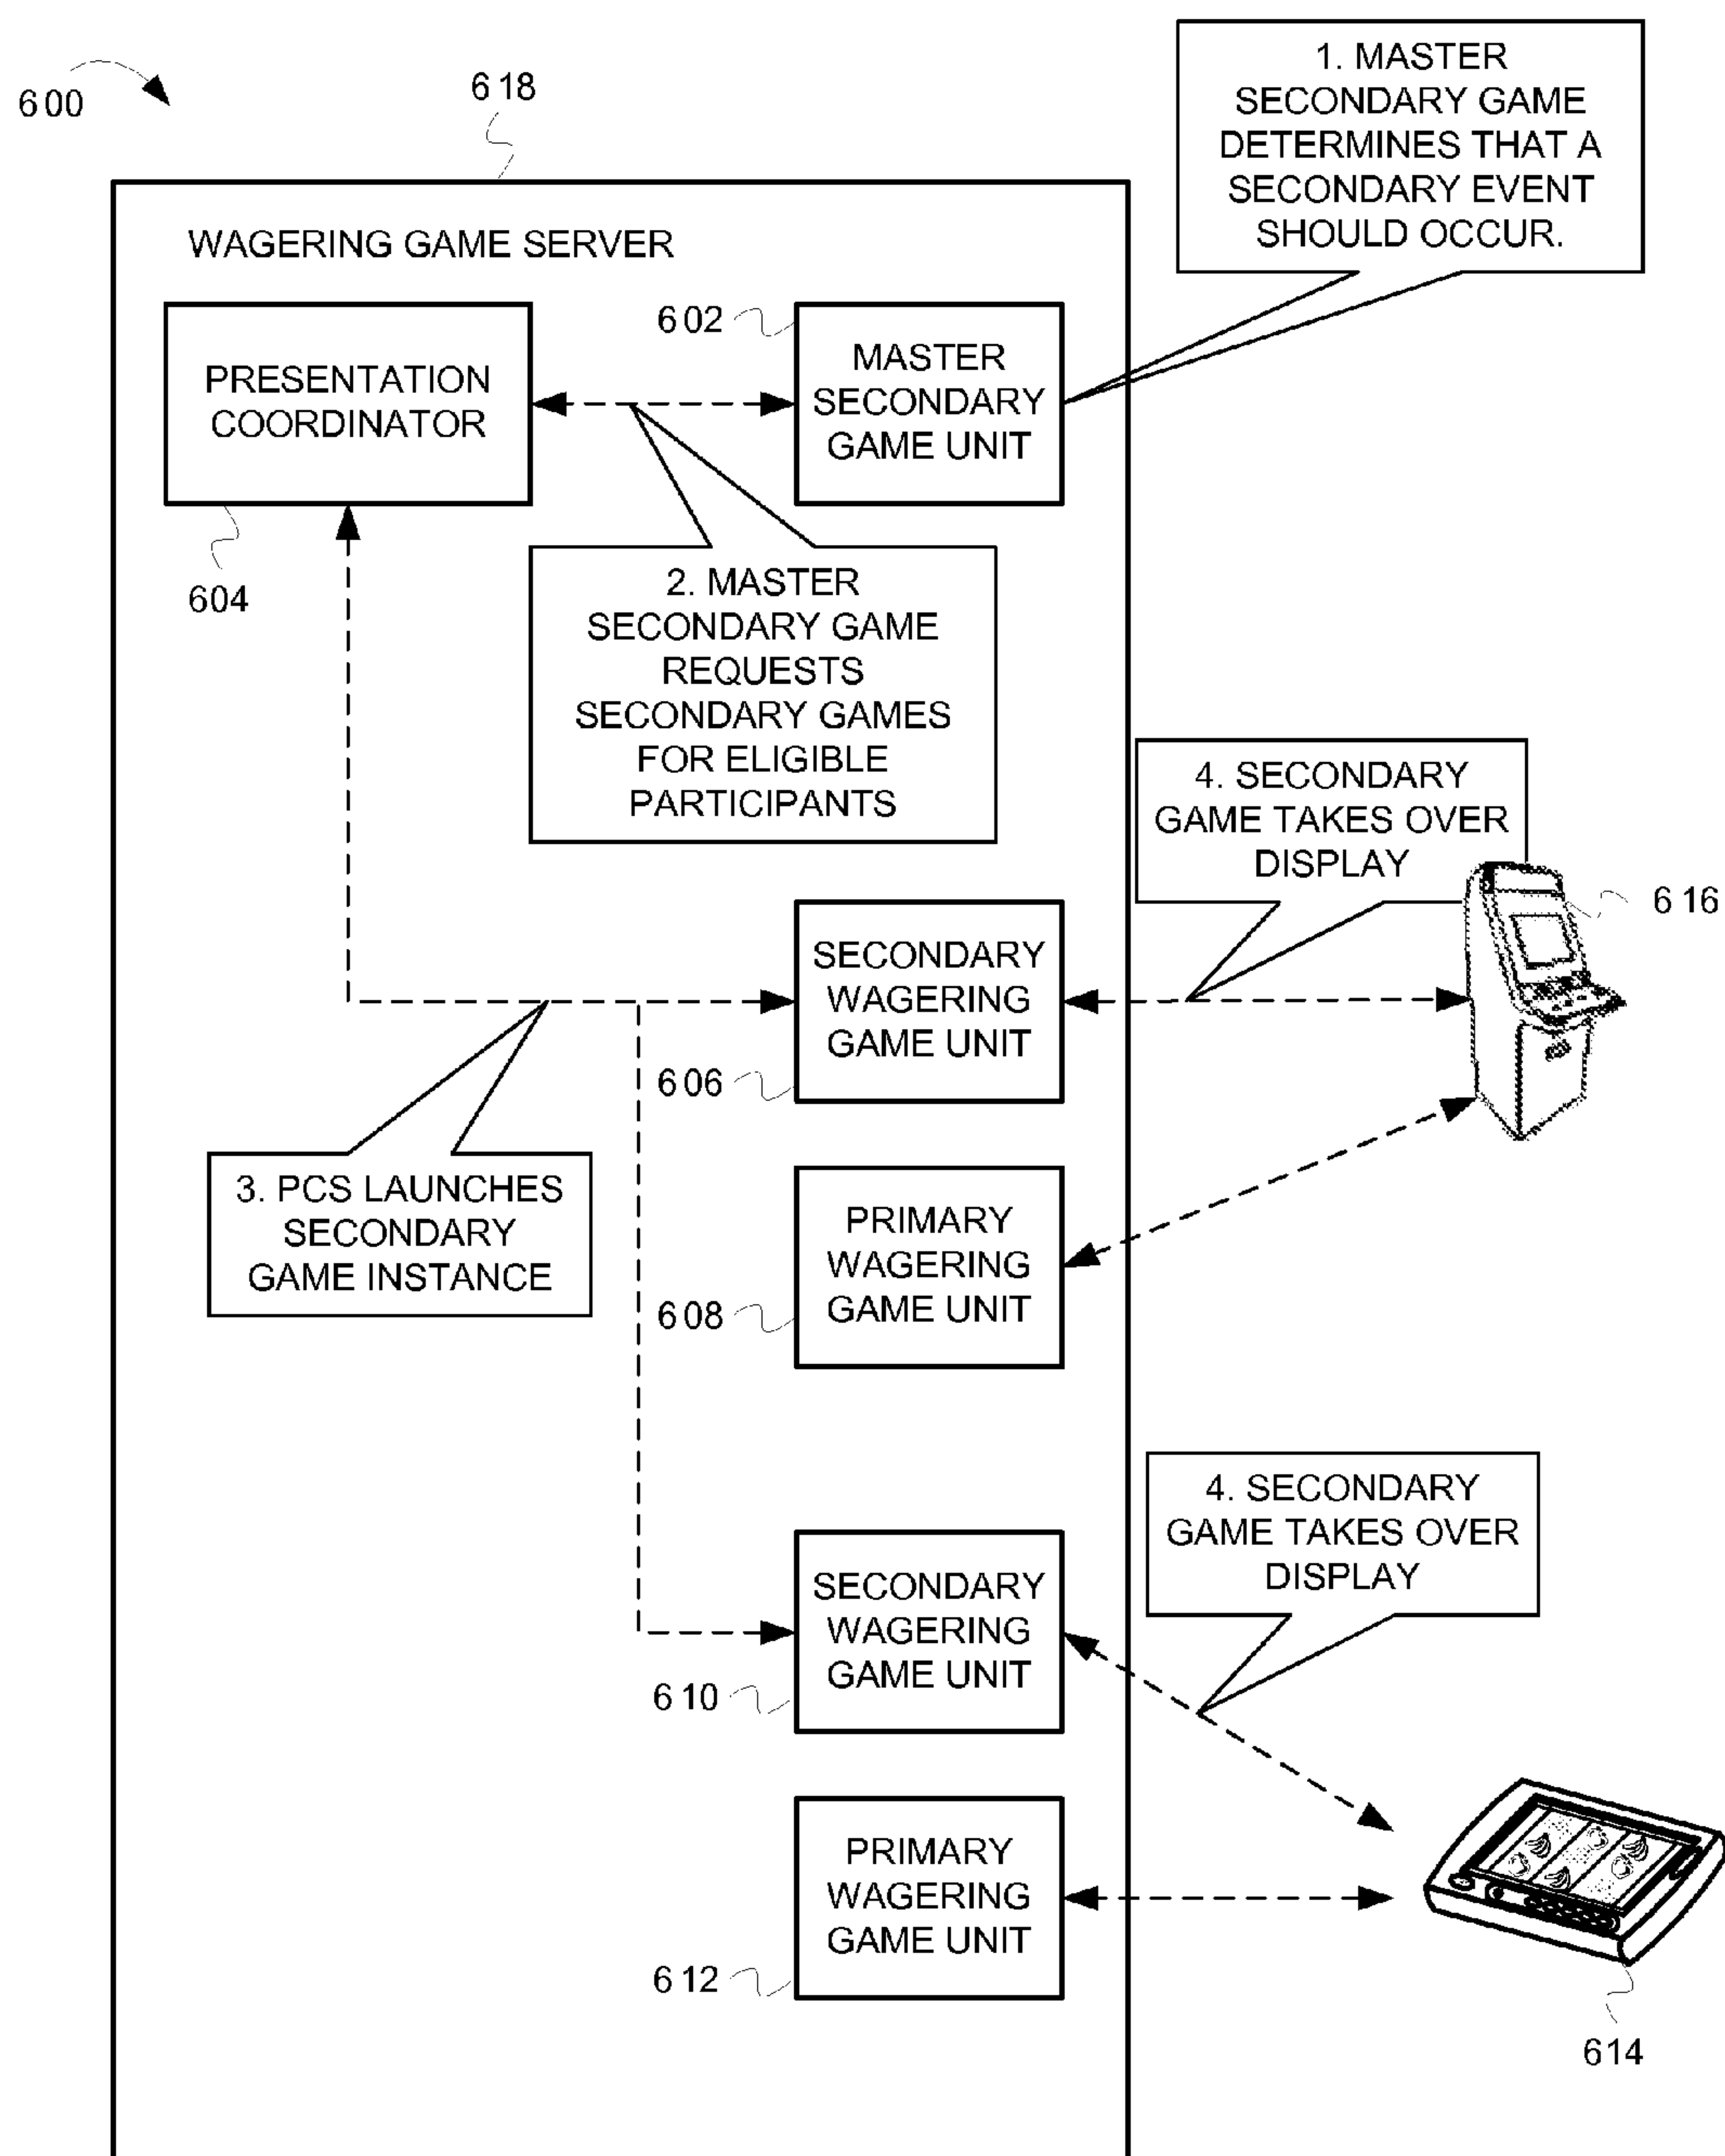 600
618
1. MASTER
SECONDARY GAME
DETERMINES THAT A
SECONDARY EVENT
SHOULD OCCUR.
WAGERING GAME SERVER
602
PRESENTATION
COORDINATOR
MASTER
SECONDARY
GAME UNIT
604
2. MASTER
SECONDARY GAME
REQUESTS
SECONDARY GAMES
FOR ELIGIBLE
PARTICIPANTS
4. SECONDARY
GAME TAKES OVER
DISPLAY
616
SECONDARY
WAGERING
GAME UNIT
606
3. PCS LAUNCHES
SECONDARY
GAME INSTANCE
PRIMARY
WAGERING
GAME UNIT
608
4. SECONDARY
GAME TAKES OVER
DISPLAY
SECONDARY
WAGERING
GAME UNIT
610
PRIMARY
WAGERING
GAME UNIT
612
614